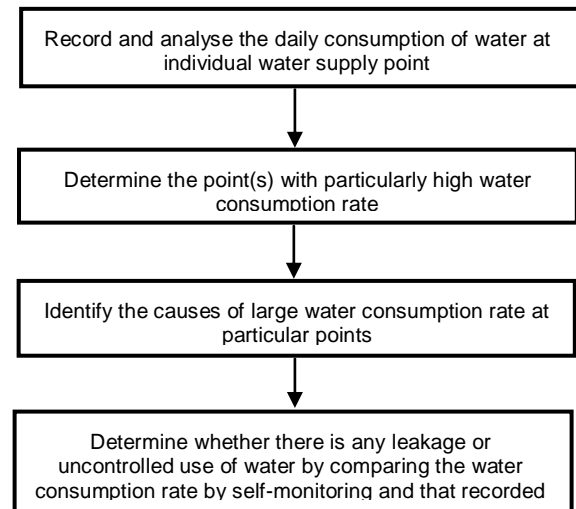 Record and analyse the daily consumption of water at
individual water supply point
Determine the point(s) with particularly high water
consumption rate
Identify the causes of large water consumption rate at
particular points
Determine whether there is any leakage or
uncontrolled use of water by comparing the water
consumption rate by self-monitoring and that recorded